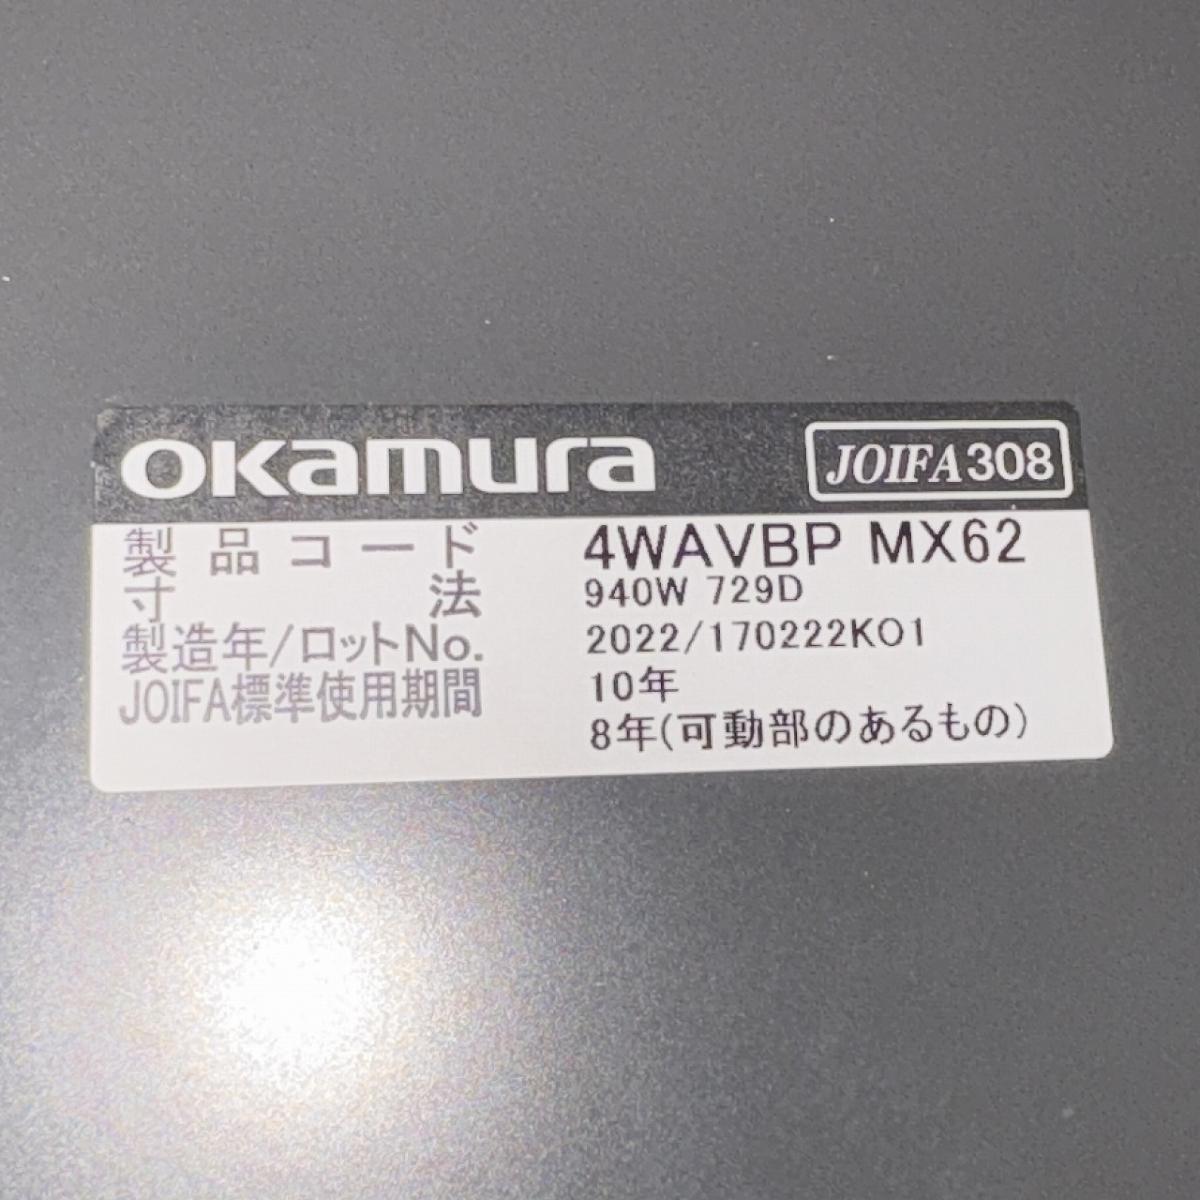 OKamura JOIFA308
製品コード 4WAVBP MX62
寸法 940W 729D
製造年/ロットNo. 2022/170222KO1
JOIFA標準使用期間 10年
8年(可動部のあるもの)